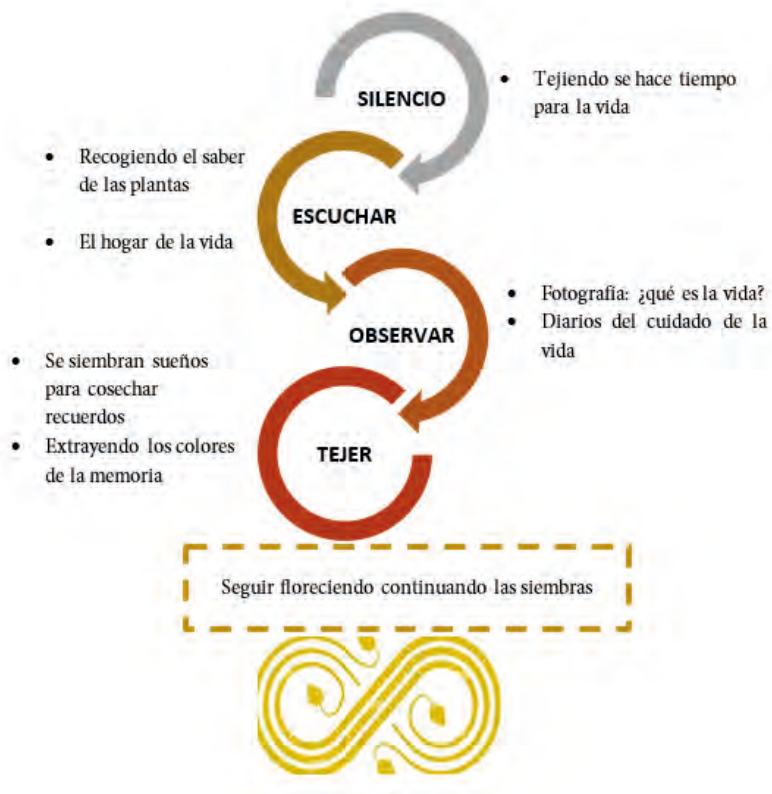 SILENCIO
• Tejiendo se hace tiempo
para la vida
• Recogiendo el saber
de las plantas
• El hogar de la vida
ESCUCHAR
OBSERVAR
• Fotografía: ¿qué es la vida?
• Diarios del cuidado de la
vida
• Se siembran sueños
para cosechar
recuerdos
• Extrayendo los colores
de la memoria
TEJER
Seguir floreciendo continuando las siembras